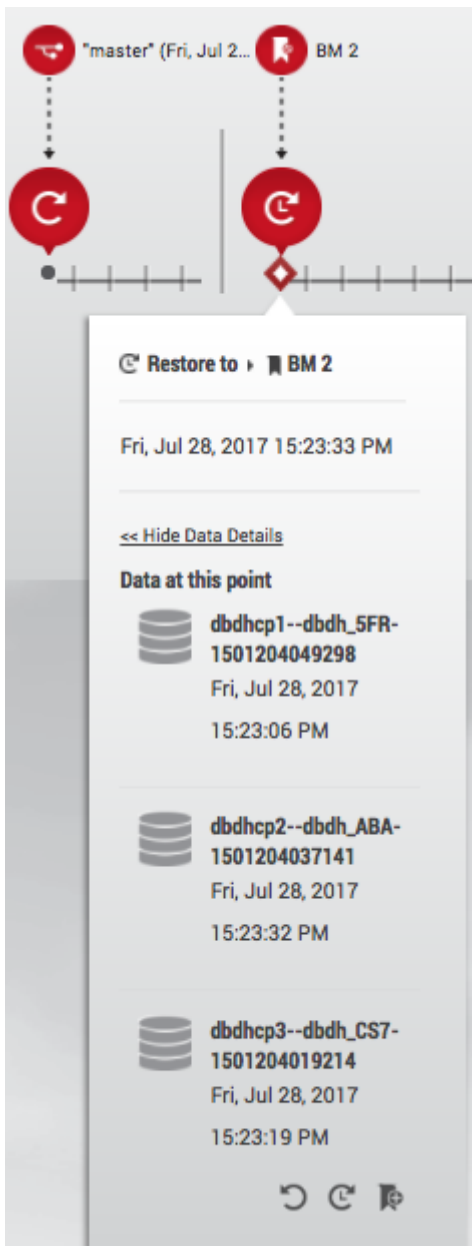 "master" (Fri, Jul 2...
BM 2
Restore to BM 2
Fri, Jul 28, 2017 15:23:33 PM
<< Hide Data Details
Data at this point
dbdhcp1--dbdh_5FR-
1501204049298
Fri, Jul 28, 2017
15:23:06 PM
dbdhcp2--dbdh_ABA-
1501204037141
Fri, Jul 28, 2017
15:23:32 PM
dbdhcp3--dbdh_CS7-
1501204019214
Fri, Jul 28, 2017
15:23:19 PM